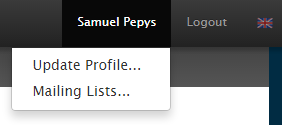 Samuel Pepys Logout
Update Profile...
Mailing Lists...